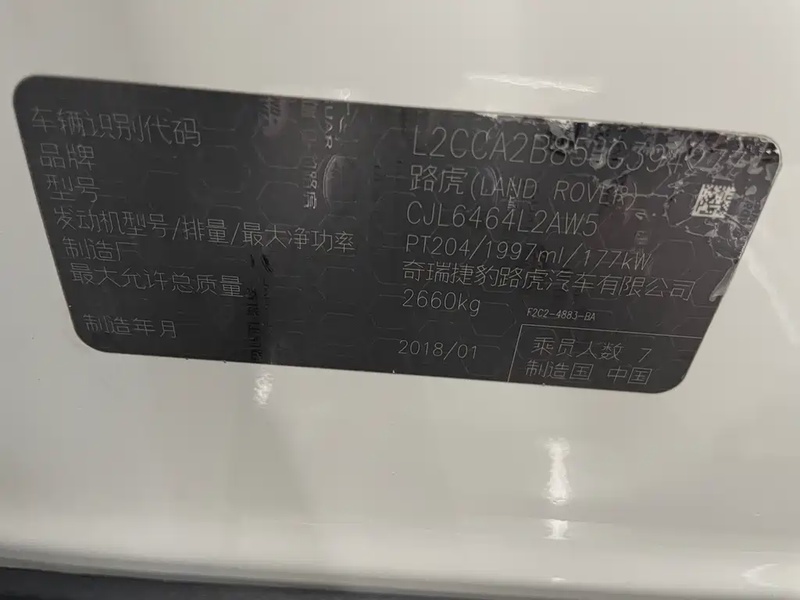 车辆识别代码
品牌 路虎(LAND ROVER)
型号 CJL6464L2AW5
发动机型号/排量/最大净功率 PT204/1997ml/177kW
制造厂 奇瑞捷豹路虎汽车有限公司
最大允许总质量 2660kg
F2C2-4883-BA
制造年月 2018/01
乘员人数 7
制造国 中国